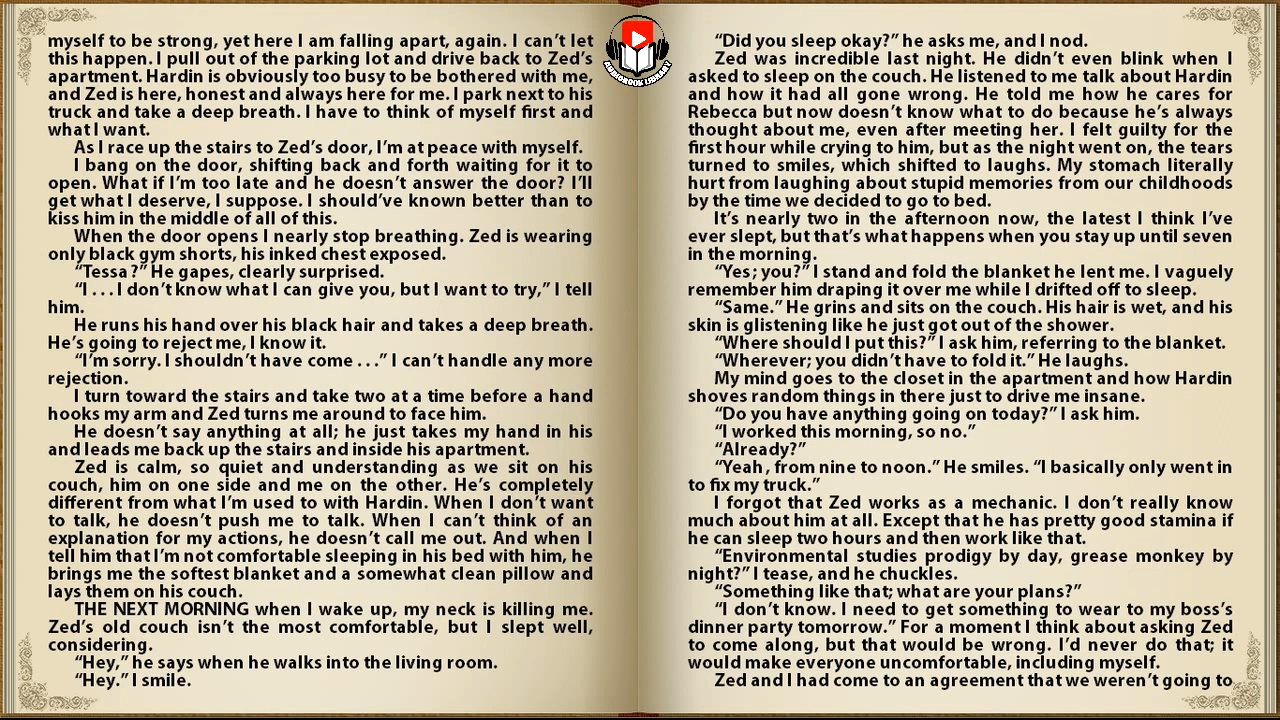 myself to be strong, yet here I am falling apart, again. I can’t let
this happen. I pull out of the parking lot and drive back to Zed’s
apartment. Hardin is obviously too busy to be bothered with me,
and Zed is here, honest and always here for me. I park next to his
truck and take a deep breath. I have to think of myself first and
what I want.
As I race up the stairs to Zed’s door, I’m at peace with myself.
I bang on the door, shifting back and forth waiting for it to
open. What if I’m too late and he doesn’t answer the door? I’ll
get what I deserve, I suppose. I should’ve known better than to
kiss him in the middle of all of this.
When the door opens I nearly stop breathing. Zed is wearing
only black gym shorts, his inked chest exposed.
“Tessa?” He gapes, clearly surprised.
“I . . . I don’t know what I can give you, but I want to try,” I tell
him.
He runs his hand over his black hair and takes a deep breath.
He’s going to reject me, I know it.
“I’m sorry. I shouldn’t have come . . .” I can’t handle any more
rejection.
I turn toward the stairs and take two at a time before a hand
hooks my arm and Zed turns me around to face him.
He doesn’t say anything at all; he just takes my hand in his
and leads me back up the stairs and inside his apartment.
Zed is calm, so quiet and understanding as we sit on his
couch, him on one side and me on the other. He’s completely
different from what I’m used to with Hardin. When I don’t want
to talk, he doesn’t push me to talk. When I can’t think of an
explanation for my actions, he doesn’t call me out. And when I
tell him that I’m not comfortable sleeping in his bed with him, he
brings me the softest blanket and a somewhat clean pillow and
lays them on his couch.
THE NEXT MORNING when I wake up, my neck is killing me.
Zed’s old couch isn’t the most comfortable, but I slept well,
considering.
“Hey,” he says when he walks into the living room.
“Hey.” I smile.
AUDIOBOOK LIBRARY
“Did you sleep okay?” he asks me, and I nod.
Zed was incredible last night. He didn’t even blink when I
asked to sleep on the couch. He listened to me talk about Hardin
and how it had all gone wrong. He told me how he cares for
Rebecca but now doesn’t know what to do because he’s always
thought about me, even after meeting her. I felt guilty for the
first hour while crying to him, but as the night went on, the tears
turned to smiles, which shifted to laughs. My stomach literally
hurt from laughing about stupid memories from our childhoods
by the time we decided to go to bed.
It’s nearly two in the afternoon now, the latest I think I’ve
ever slept, but that’s what happens when you stay up until seven
in the morning.
“Yes; you?” I stand and fold the blanket he lent me. I vaguely
remember him draping it over me while I drifted off to sleep.
“Same.” He grins and sits on the couch. His hair is wet, and his
skin is glistening like he just got out of the shower.
“Where should I put this?” I ask him, referring to the blanket.
“Wherever; you didn’t have to fold it.” He laughs.
My mind goes to the closet in the apartment and how Hardin
shoves random things in there just to drive me insane.
“Do you have anything going on today?” I ask him.
“I worked this morning, so no.”
“Already?”
“Yeah, from nine to noon.” He smiles. “I basically only went in
to fix my truck.”
I forgot that Zed works as a mechanic. I don’t really know
much about him at all. Except that he has pretty good stamina if
he can sleep two hours and then work like that.
“Environmental studies prodigy by day, grease monkey by
night?” I tease, and he chuckles.
“Something like that; what are your plans?”
“I don’t know. I need to get something to wear to my boss’s
dinner party tomorrow.” For a moment I think about asking Zed
to come along, but that would be wrong. I’d never do that; it
would make everyone uncomfortable, including myself.
Zed and I had come to an agreement that we weren’t going to